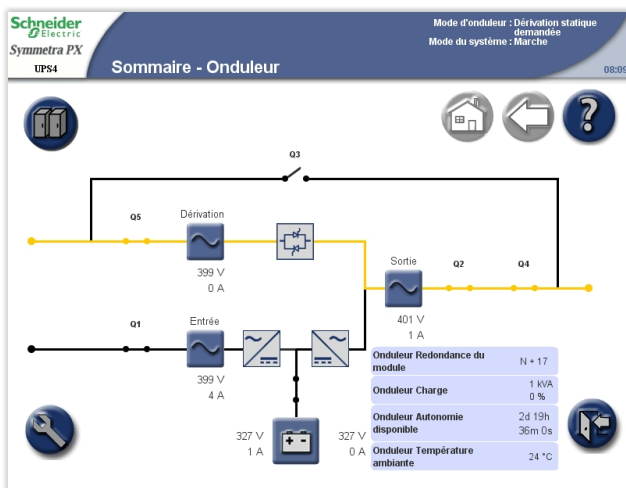 Schneider
Electric
Symmetra PX
UPS4
Sommaire - Onduleur
Mode d'onduleur : Dérivation statique
demandée
Mode du système : Marche
08:09
Q3
Q5
Dérivation
399 V
0 A
Sortie
Q2
Q4
401 V
1 A
Q1
Entrée
399 V
4 A
327 V
1 A
327 V
0 A
Onduleur Redondance du
module
N + 17
Onduleur Charge
1 kVA
0 %
Onduleur Autonomie
disponible
2d 19h
36m 0s
Onduleur Température
ambiante
24 °C